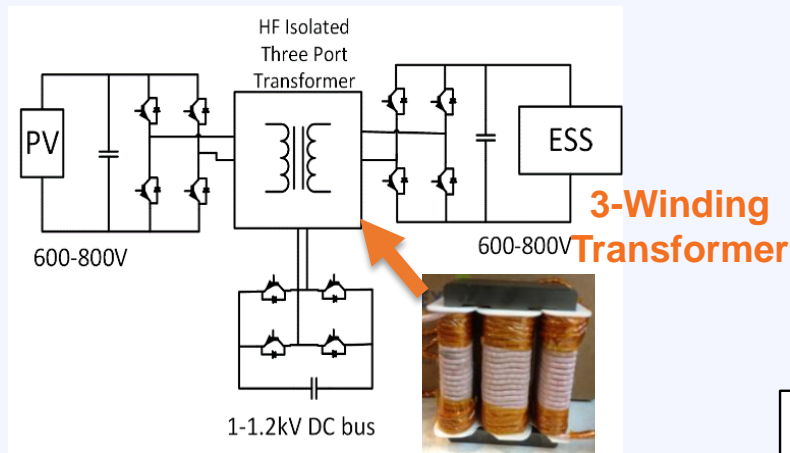 HF Isolated
Three Port
Transformer
PV
ESS
600-800V
600-800V
3-Winding
Transformer
1-1.2kV DC bus